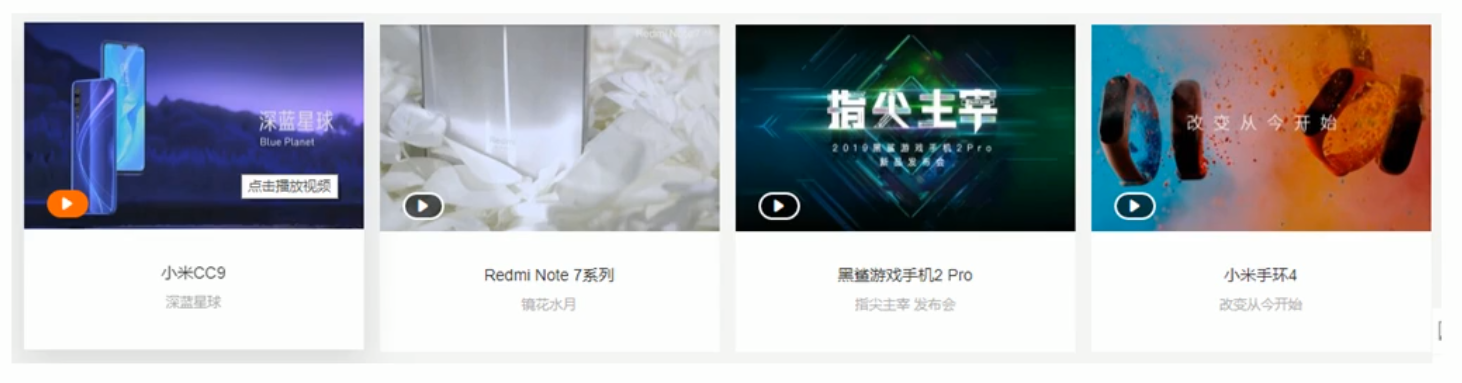 深蓝星球
Blue Planet
点击播放视频
小米CC9
深蓝星球
Redmi Note 7系列
镜花水月
指尖主宰
2019黑鲨游戏手机2Pro
新品发布会
黑鲨游戏手机2 Pro
指尖主宰 发布会
改变从今开始
小米手环4
改变从今开始